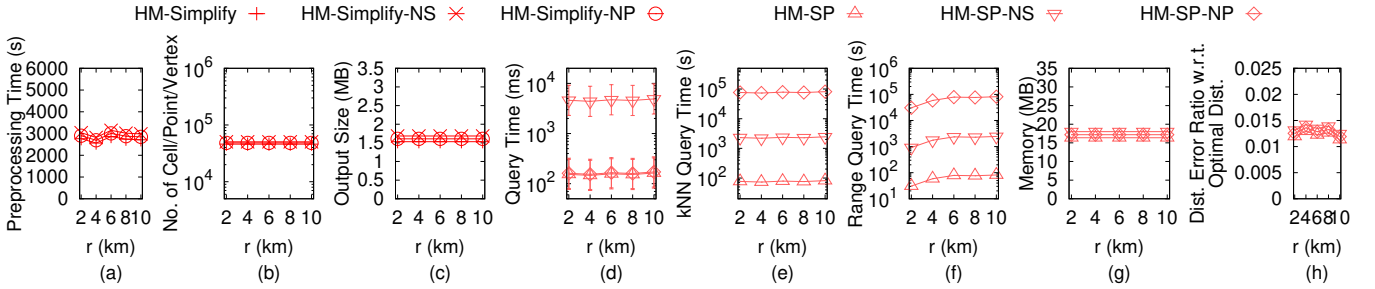 HM-Simplify HM-Simplify-NS HM-Simplify-NP HM-SP HM-SP-NS HM-SP-NP
Preprocessing Time (s)
6000
5000
4000
3000
2000
1000
0
2 4 6 8 10
r (km)
(a)
No. of Cell/Point/Vertex
10^6
10^5
10^4
2 4 6 8 10
r (km)
(b)
Output Size (MB)
3.5
3
2.5
2
1.5
1
0.5
0
2 4 6 8 10
r (km)
(c)
Query Time (ms)
10^4
10^3
10^2
2 4 6 8 10
r (km)
(d)
kNN Query Time (s)
10^5
10^4
10^3
10^2
2 4 6 8 10
r (km)
(e)
Range Query Time (s)
10^6
10^5
10^4
10^3
10^2
10^1
2 4 6 8 10
r (km)
(f)
Memory (MB)
35
30
25
20
15
10
5
0
2 4 6 8 10
r (km)
(g)
Dist. Error Ratio w.r.t.
Optimal Dist.
0.025
0.02
0.015
0.01
0.005
0
2 4 6 8 10
r (km)
(h)